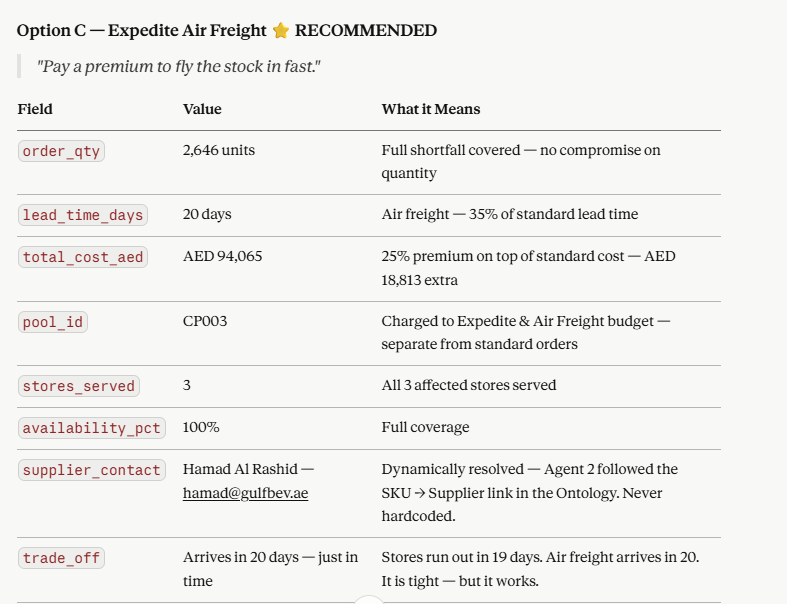 Option C — Expedite Air Freight ⭐ RECOMMENDED
"Pay a premium to fly the stock in fast."
Field Value What it Means
order_qty 2,646 units Full shortfall covered — no compromise on
quantity
lead_time_days 20 days Air freight — 35% of standard lead time
total_cost_aed AED 94,065 25% premium on top of standard cost — AED
18,813 extra
pool_id CP003 Charged to Expedite & Air Freight budget —
separate from standard orders
stores_served 3 All 3 affected stores served
availability_pct 100% Full coverage
supplier_contact Hamad Al Rashid — Dynamically resolved — Agent 2 followed the
hamad@gulfbev.ae SKU → Supplier link in the Ontology. Never
hardcoded.
trade_off Arrives in 20 days — just in Stores run out in 19 days. Air freight arrives in 20.
time It is tight — but it works.